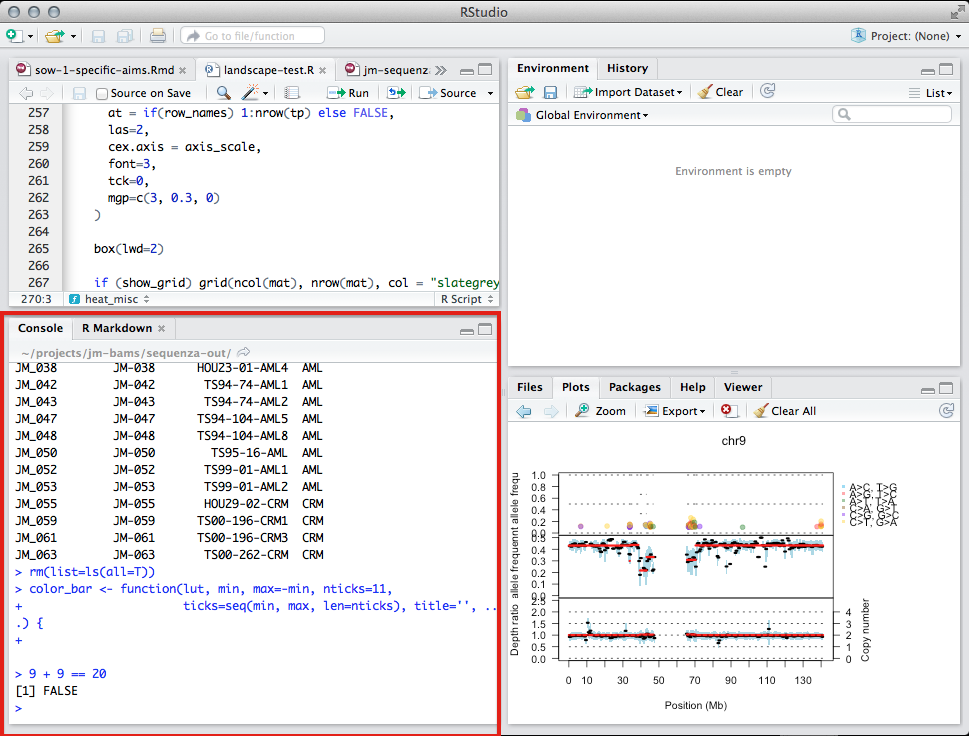 RStudio
Go to file/function
Project: (None)
sow-1-specific-aims.Rmd
landscape-test.R
jm-sequenz
Source on Save
Run
Source
257 at = if(row_names) 1:nrow(tp) else FALSE,
258 las=2,
259 cex.axis = axis_scale,
260 font=3,
261 tck=0,
262 mgp=c(3, 0.3, 0)
263 )
264
265 box(lwd=2)
266
267 if (show_grid) grid(ncol(mat), nrow(mat), col = "slategrey
270:3 heat_misc R Script
Console R Markdown
~/projects/jm-bams/sequenza-out/
JM_038 JM-038 HOUZ3-01-AML4 AML
JM_042 JM-042 TS94-74-AML1 AML
JM_043 JM-043 TS94-74-AML2 AML
JM_047 JM-047 TS94-104-AML5 AML
JM_048 JM-048 TS94-104-AML8 AML
JM_050 JM-050 TS95-16-AML AML
JM_052 JM-052 TS99-01-AML1 AML
JM_053 JM-053 TS99-01-AML2 AML
JM_055 JM-055 HOUZ9-02-CRM CRM
JM_059 JM-059 TS00-196-CRM1 CRM
JM_061 JM-061 TS00-196-CRM3 CRM
JM_063 JM-063 TS00-262-CRM CRM
> rm(list=ls(all=T))
> color_bar <- function(lut, min, max=-min, nticks=11,
+ ticks=seq(min, max, len=nticks), title='', ..
.) {
+
> 9 + 9 == 20
[1] FALSE
>
Environment History
Import Dataset Clear
List
Global Environment
Environment is empty
Files Plots Packages Help Viewer
Zoom Export Clear All
chr9
allele frequ
1.0
0.8
0.6
0.4
0.2
0.0
A>C, T>G
A>G, T>C
A>T, T>A
C>A, G>T
C>G, G>C
C>T, G>A
allele frequennt
0.5
0.4
0.3
0.2
0.1
0.0
Depth ratio
2.5
2.0
1.5
1.0
0.5
0.0
4
3
2
1
0
Copy number
0 10 30 50 70 90 110 130
Position (Mb)